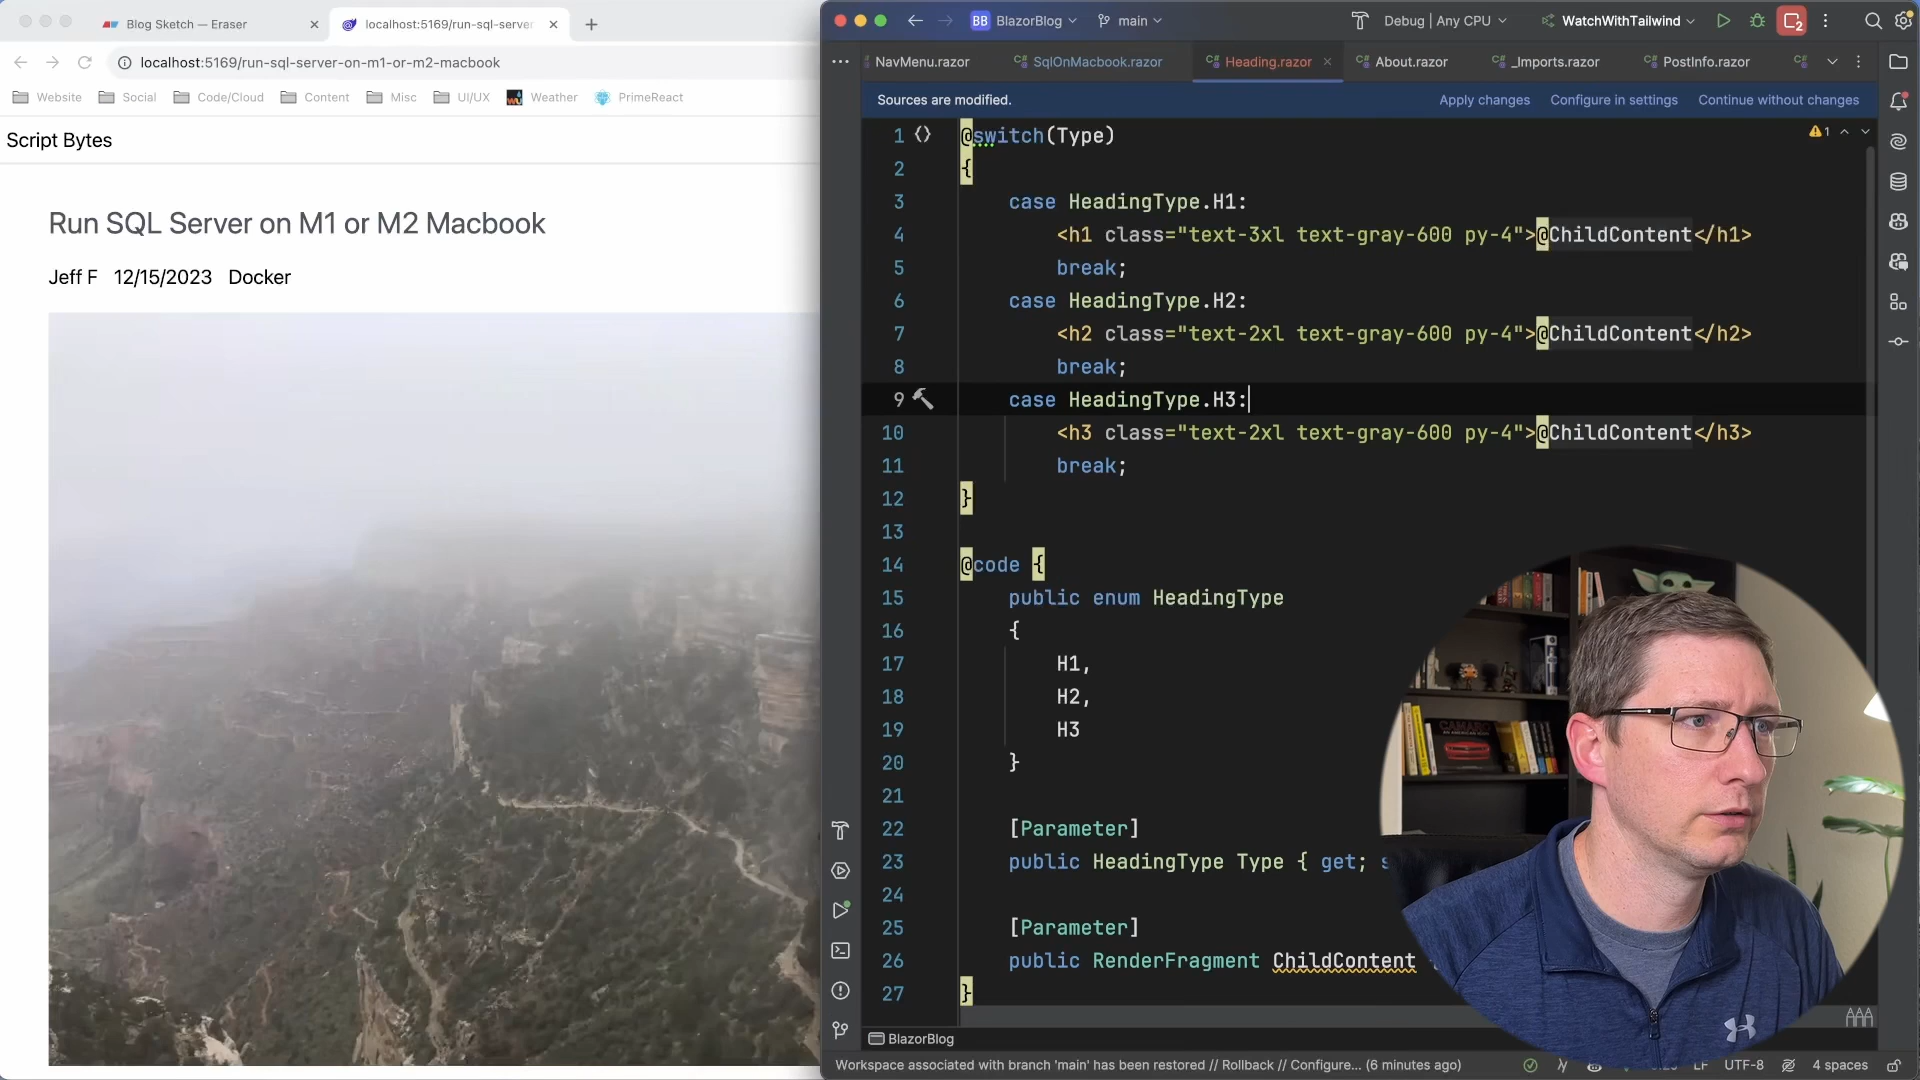 Blog Sketch — Eraser
localhost:5169/run-sql-server
localhost:5169/run-sql-server-on-m1-or-m2-macbook
Website Social Code/Cloud Content Misc UI/UX Weather PrimeReact
Script Bytes
Run SQL Server on M1 or M2 Macbook
Jeff F 12/15/2023 Docker
BB BlazorBlog main Debug | Any CPU WatchWithTailwind 2
NavMenu.razor SqlOnMacbook.razor Heading.razor About.razor _Imports.razor PostInfo.razor
Sources are modified. Apply changes Configure in settings Continue without changes
1 @switch(Type) 1
2 {
3 case HeadingType.H1:
4 <h1 class="text-3xl text-gray-600 py-4">@ChildContent</h1>
5 break;
6 case HeadingType.H2:
7 <h2 class="text-2xl text-gray-600 py-4">@ChildContent</h2>
8 break;
9 case HeadingType.H3:
10 <h3 class="text-2xl text-gray-600 py-4">@ChildContent</h3>
11 break;
12 }
13
14 @code {
15 public enum HeadingType
16 {
17 H1,
18 H2,
19 H3
20 }
21
22 [Parameter]
23 public HeadingType Type { get; s
24
25 [Parameter]
26 public RenderFragment ChildContent {
27 }
BlazorBlog
Workspace associated with branch 'main' has been restored // Rollback // Configure... (6 minutes ago) LF UTF-8 4 spaces
CAMARO